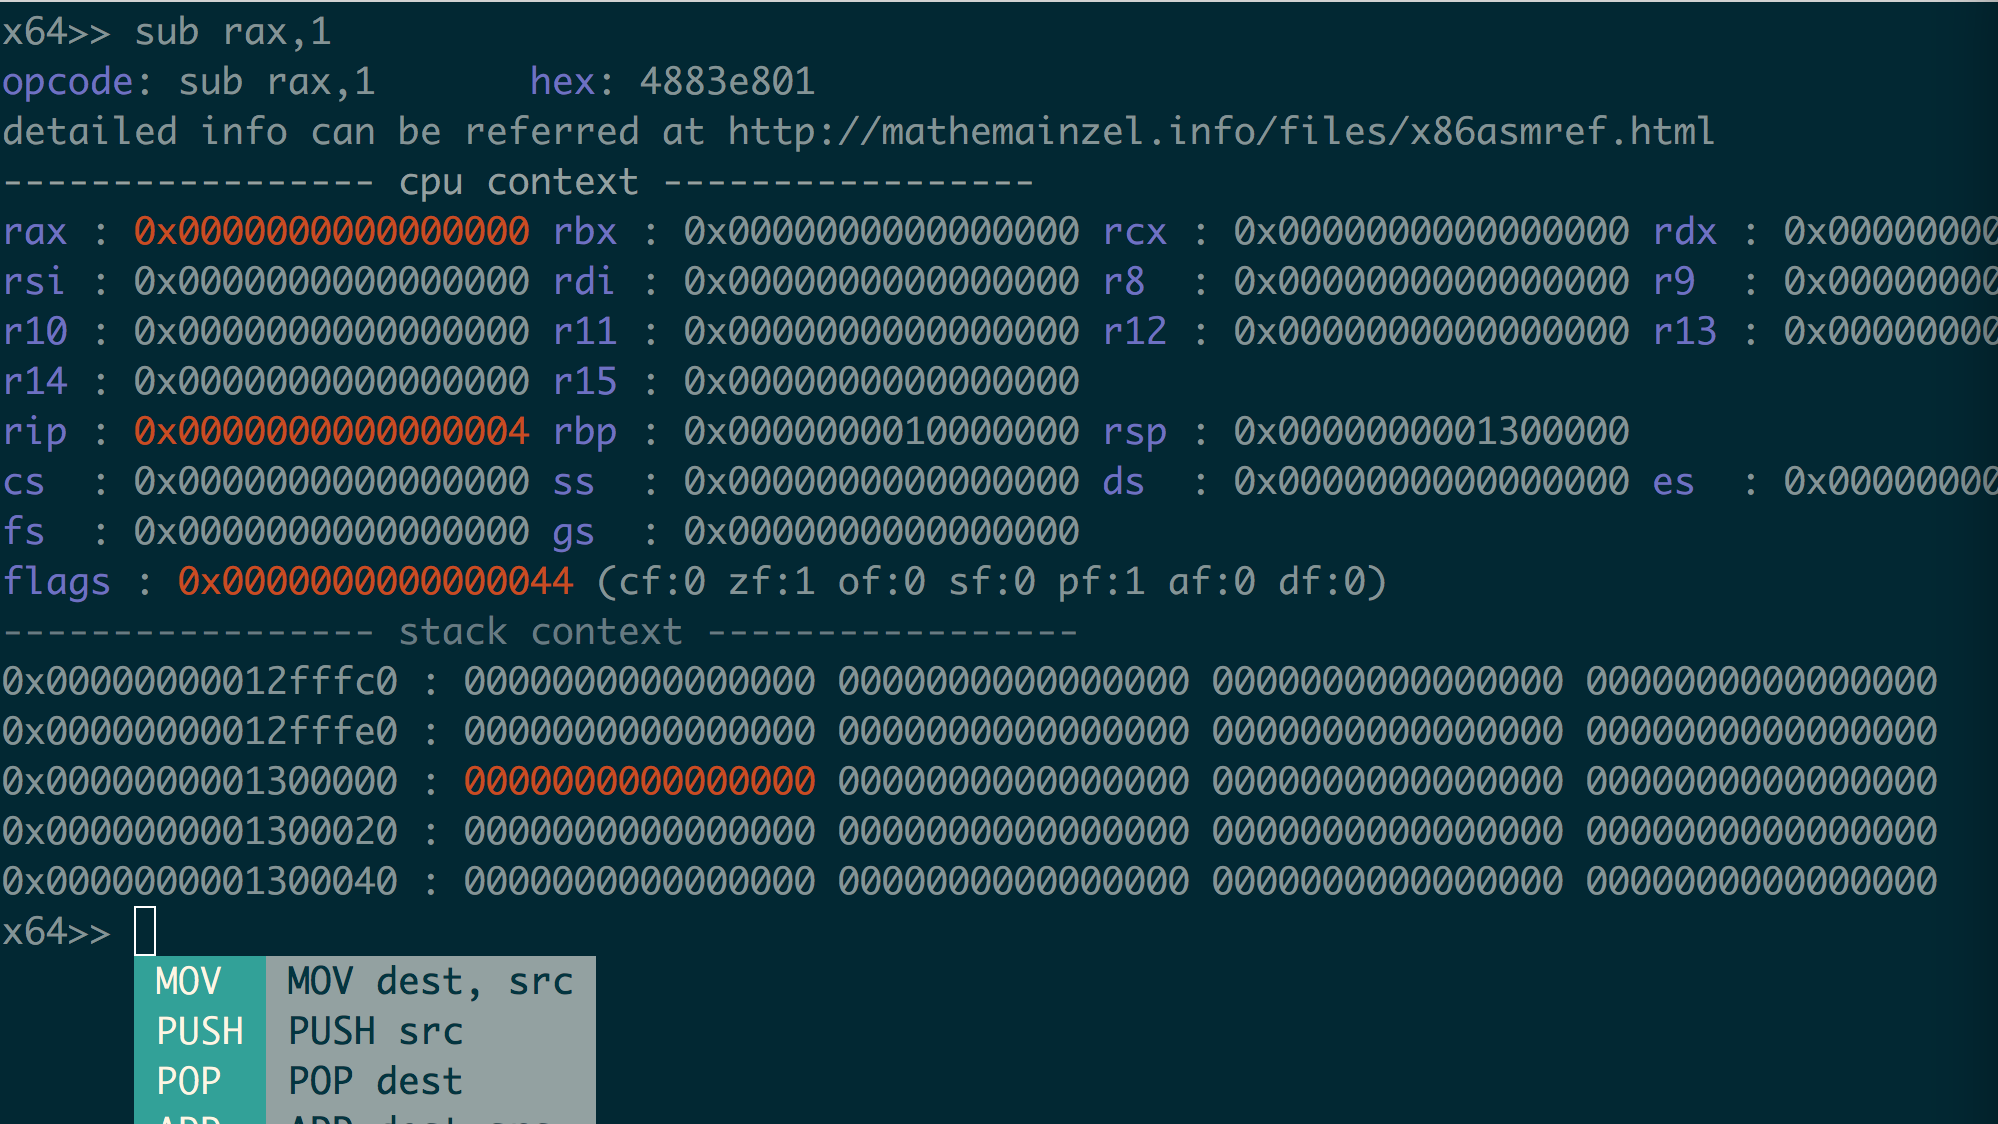 x64>> sub rax,1
opcode: sub rax,1       hex: 4883e801
detailed info can be referred at http://mathemainzel.info/files/x86asmref.html
----------------- cpu context -----------------
rax : 0x0000000000000000 rbx : 0x0000000000000000 rcx : 0x0000000000000000 rdx : 0x00000000
rsi : 0x0000000000000000 rdi : 0x0000000000000000 r8  : 0x0000000000000000 r9  : 0x00000000
r10 : 0x0000000000000000 r11 : 0x0000000000000000 r12 : 0x0000000000000000 r13 : 0x00000000
r14 : 0x0000000000000000 r15 : 0x0000000000000000
rip : 0x0000000000000004 rbp : 0x0000000010000000 rsp : 0x0000000001300000
cs  : 0x0000000000000000 ss  : 0x0000000000000000 ds  : 0x0000000000000000 es  : 0x00000000
fs  : 0x0000000000000000 gs  : 0x0000000000000000
flags : 0x0000000000000044 (cf:0 zf:1 of:0 sf:0 pf:1 af:0 df:0)
----------------- stack context -----------------
0x00000000012fffc0 : 0000000000000000 0000000000000000 0000000000000000 0000000000000000
0x00000000012fffe0 : 0000000000000000 0000000000000000 0000000000000000 0000000000000000
0x0000000001300000 : 0000000000000000 0000000000000000 0000000000000000 0000000000000000
0x0000000001300020 : 0000000000000000 0000000000000000 0000000000000000 0000000000000000
0x0000000001300040 : 0000000000000000 0000000000000000 0000000000000000 0000000000000000
x64>>
MOV MOV dest, src
PUSH PUSH src
POP POP dest